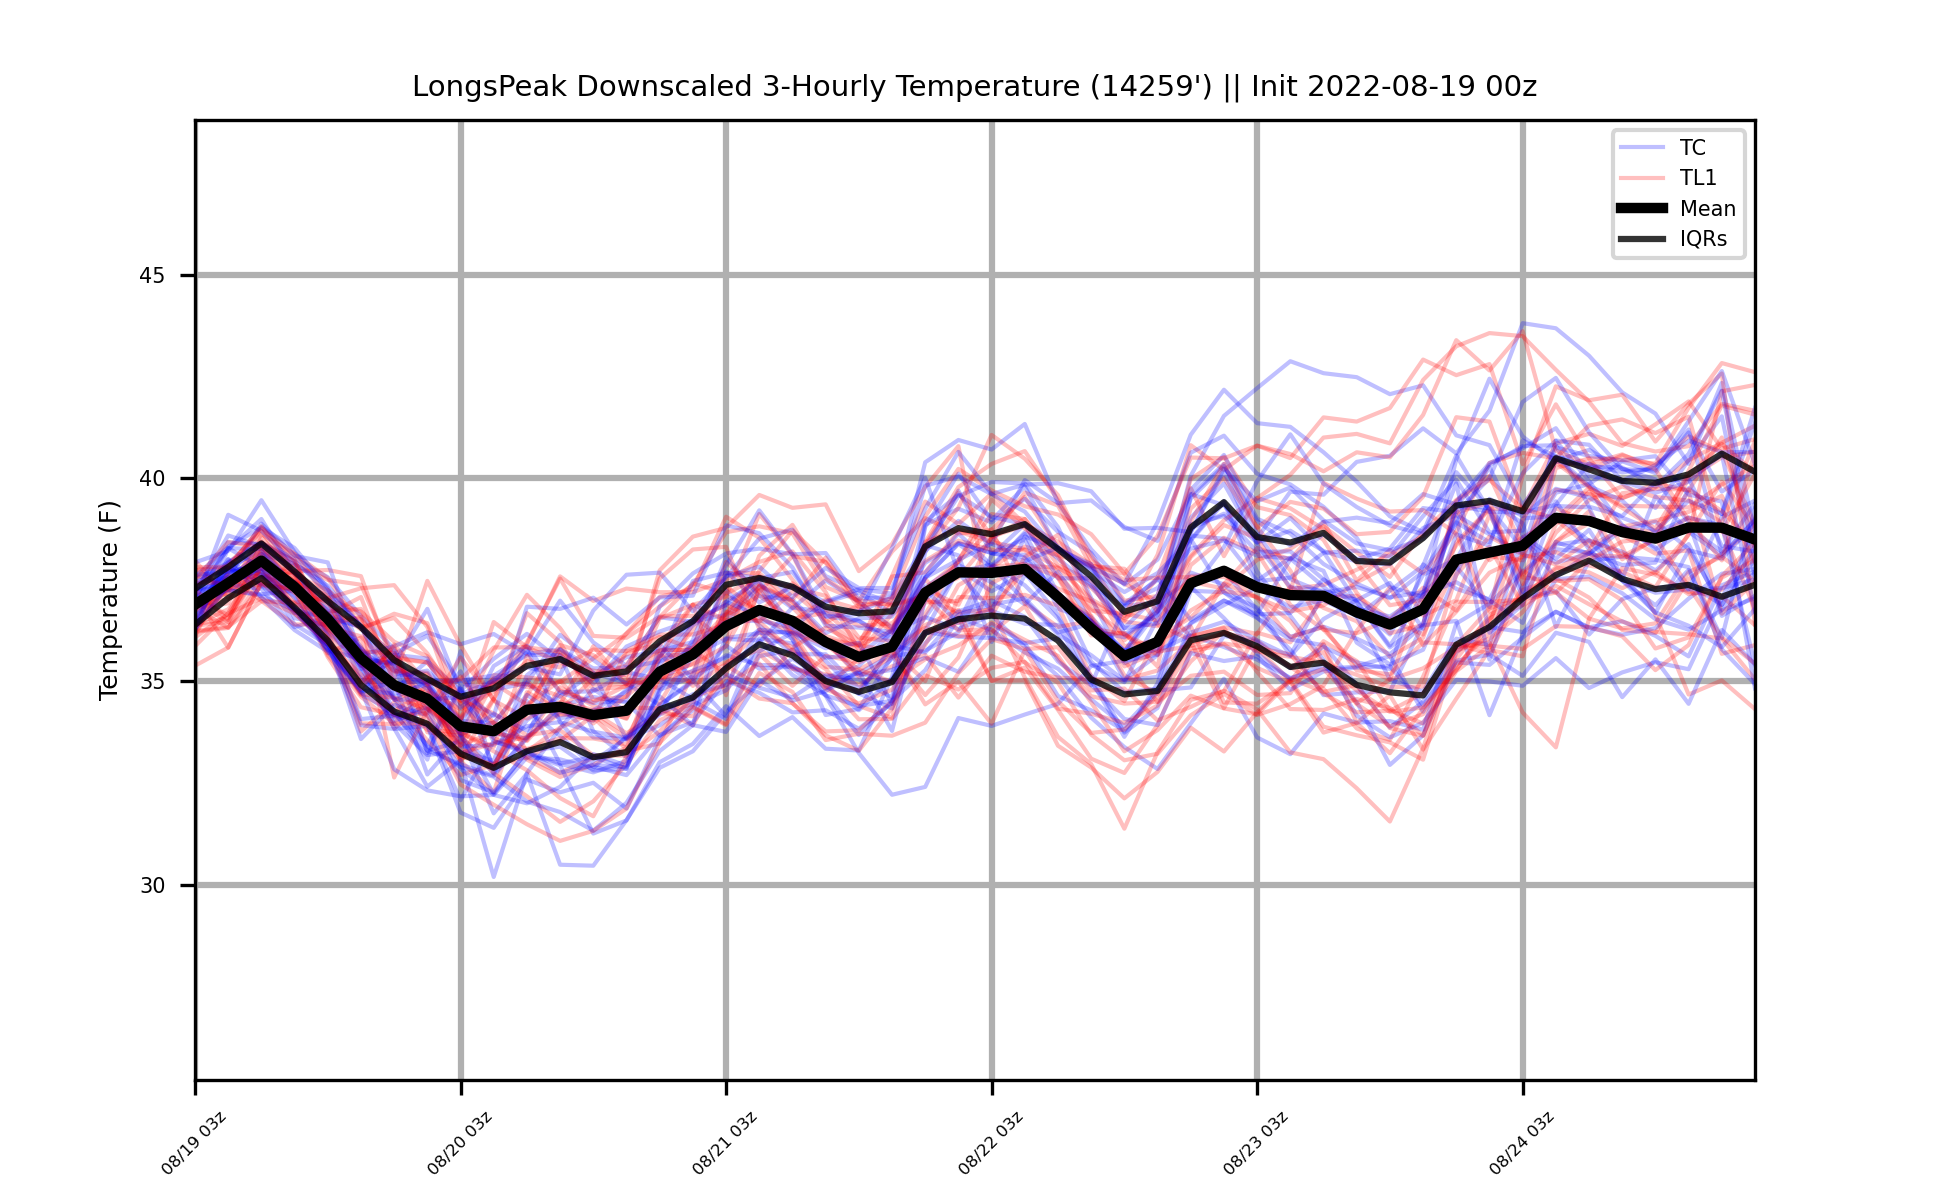 LongsPeak Downscaled 3-Hourly Temperature (14259') || Init 2022-08-19 00z
TC
TL1
Mean
IQRs
Temperature (F)
45
40
35
30
08/19 03z
08/20 03z
08/21 03z
08/22 03z
08/23 03z
08/24 03z